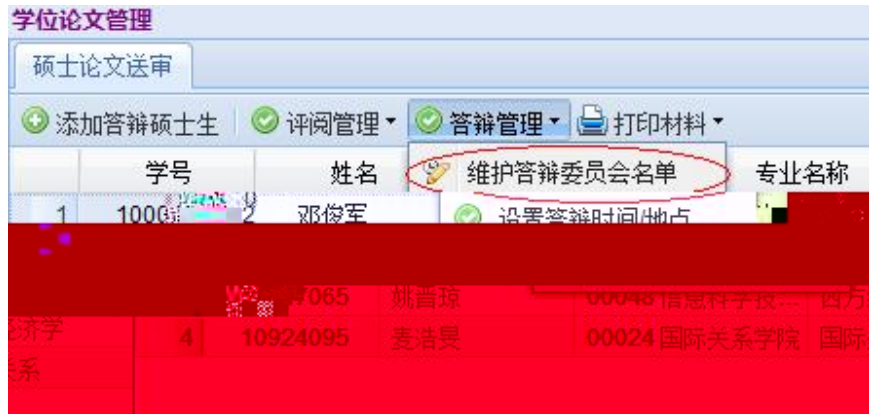 学位论文管理
硕士论文送审
添加答辩硕士生 评阅管理 答辩管理 打印材料
学号 姓名 维护答辩委员会名单 专业名称
1 1000 2 邓俊军 设置答辩时间/地点
7065 姚晋琼 00048 信息科学技...
经济学 4 10924095 麦浩旻 00024 国际关系学院 国际
关系